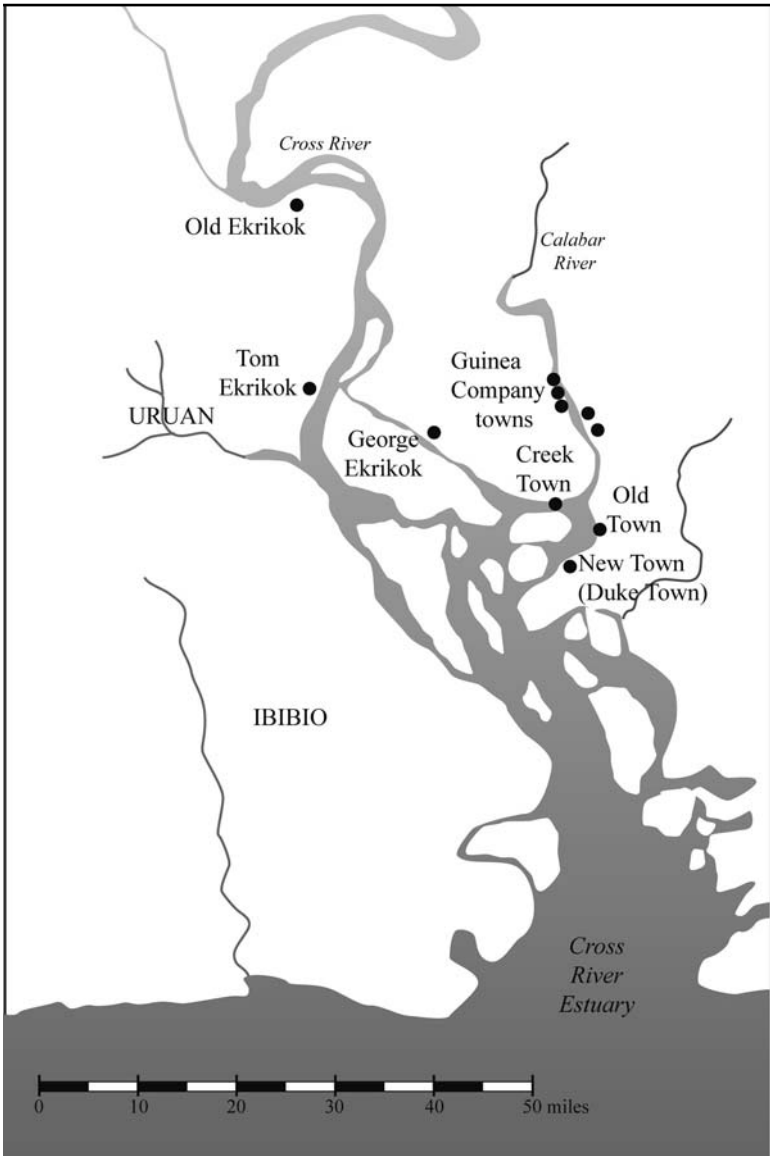 Cross River
Old Ekrikok
Calabar
River
Tom
Ekrikok
URUAN
Guinea
Company
towns
George
Ekrikok
Creek
Town
Old
Town
New Town
(Duke Town)
IBIBIO
Cross
River
Estuary
0 10 20 30 40 50 miles